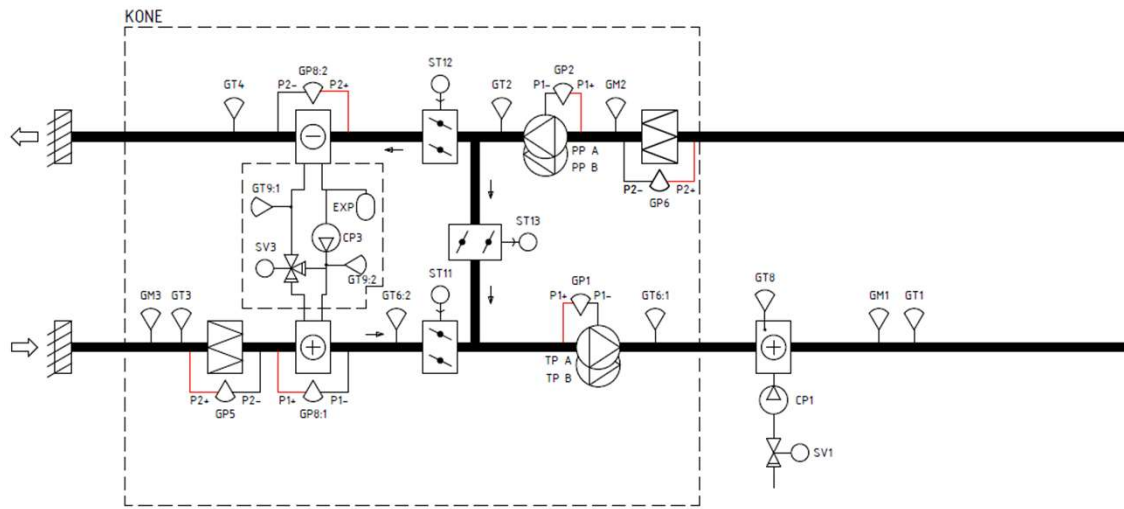 KONE
GT4
P2-
GP8:2
P2+
ST12
GT2
P1-
GP2
P1+
GM2
PP A
PP B
P2-
GP6
P2+
GT9:1
EXP
CP3
SV3
GT9:2
ST13
GM3
GT3
GT6:2
ST11
P1+
GP1
P1-
GT6:1
GT8
GM1
GT1
TP A
TP B
P2+
GP5
P2-
P1+
GP8:1
P1-
CP1
SV1